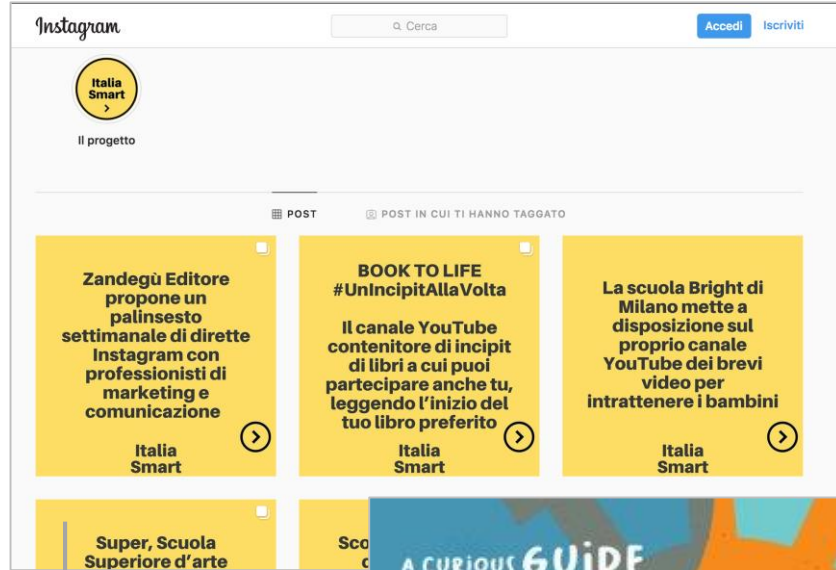 Instagram
Cerca
Accedi
Iscriviti
Italia
Smart
Il progetto
POST
POST IN CUI TI HANNO TAGGATO
Zandegù Editore
propone un
palinsesto
settimanale di dirette
Instagram con
professionisti di
marketing e
comunicazione
Italia
Smart
BOOK TO LIFE
#UnIncipitAllaVolta
Il canale YouTube
contenitore di incipit
di libri a cui puoi
partecipare anche tu,
leggendo l'inizio del
tuo libro preferito
Italia
Smart
La scuola Bright di
Milano mette a
disposizione sul
proprio canale
YouTube dei brevi
video per
intrattenere i bambini
Italia
Smart
Super, Scuola
Superiore d'arte
A CURIOUS GUIDE